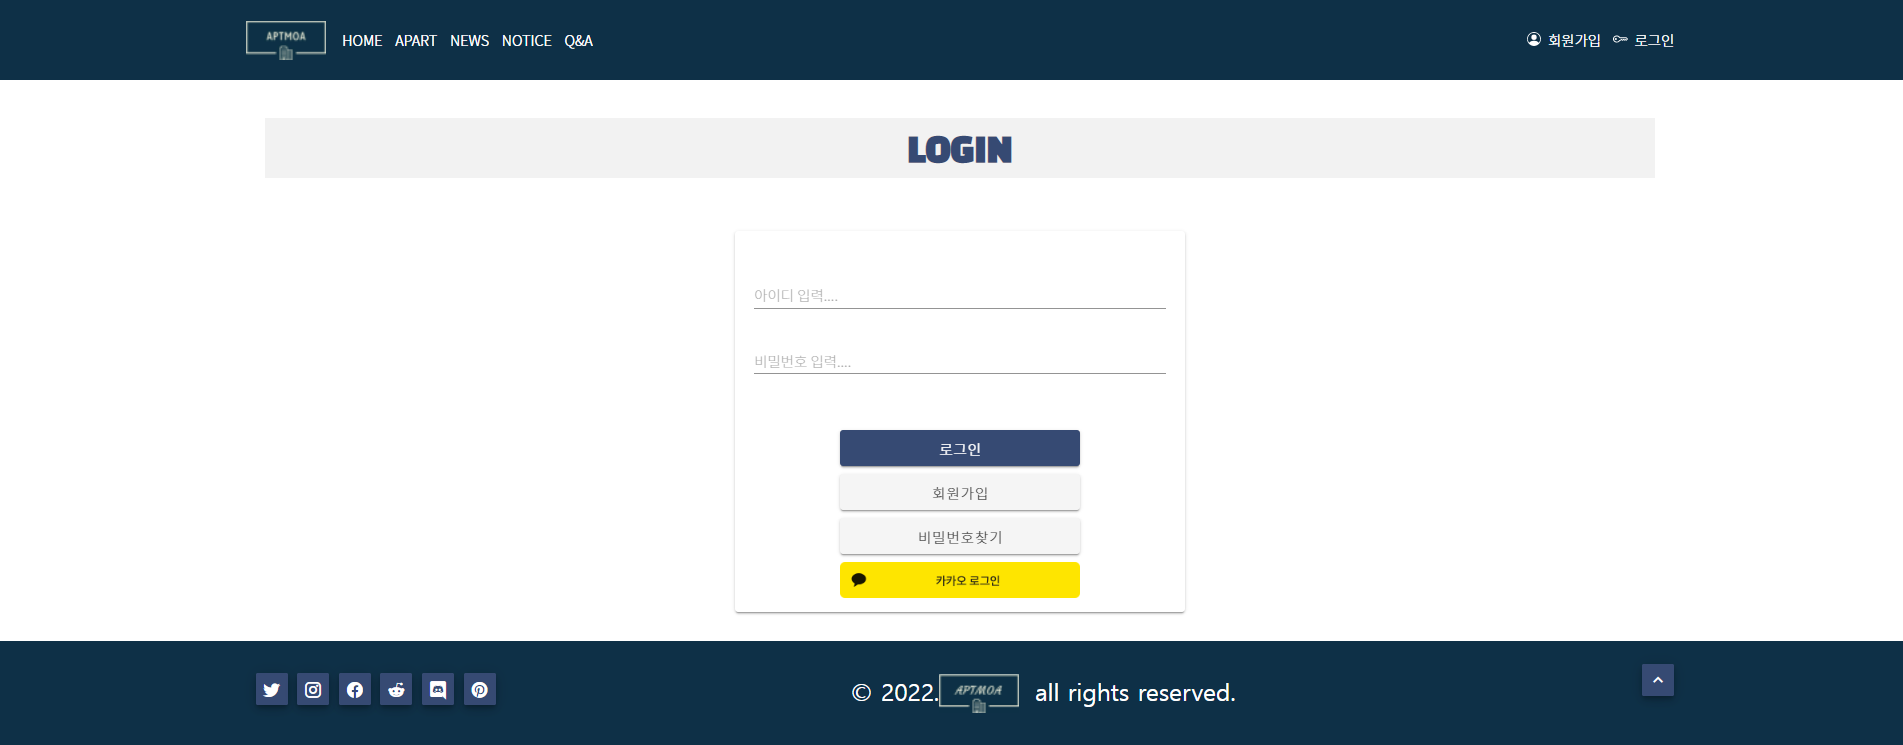 APTMOA HOME APART NEWS NOTICE Q&A 회원가입 로그인
LOGIN
아이디 입력....
비밀번호 입력....
로그인
회원가입
비밀번호찾기
카카오 로그인
© 2022. APTMOA all rights reserved.